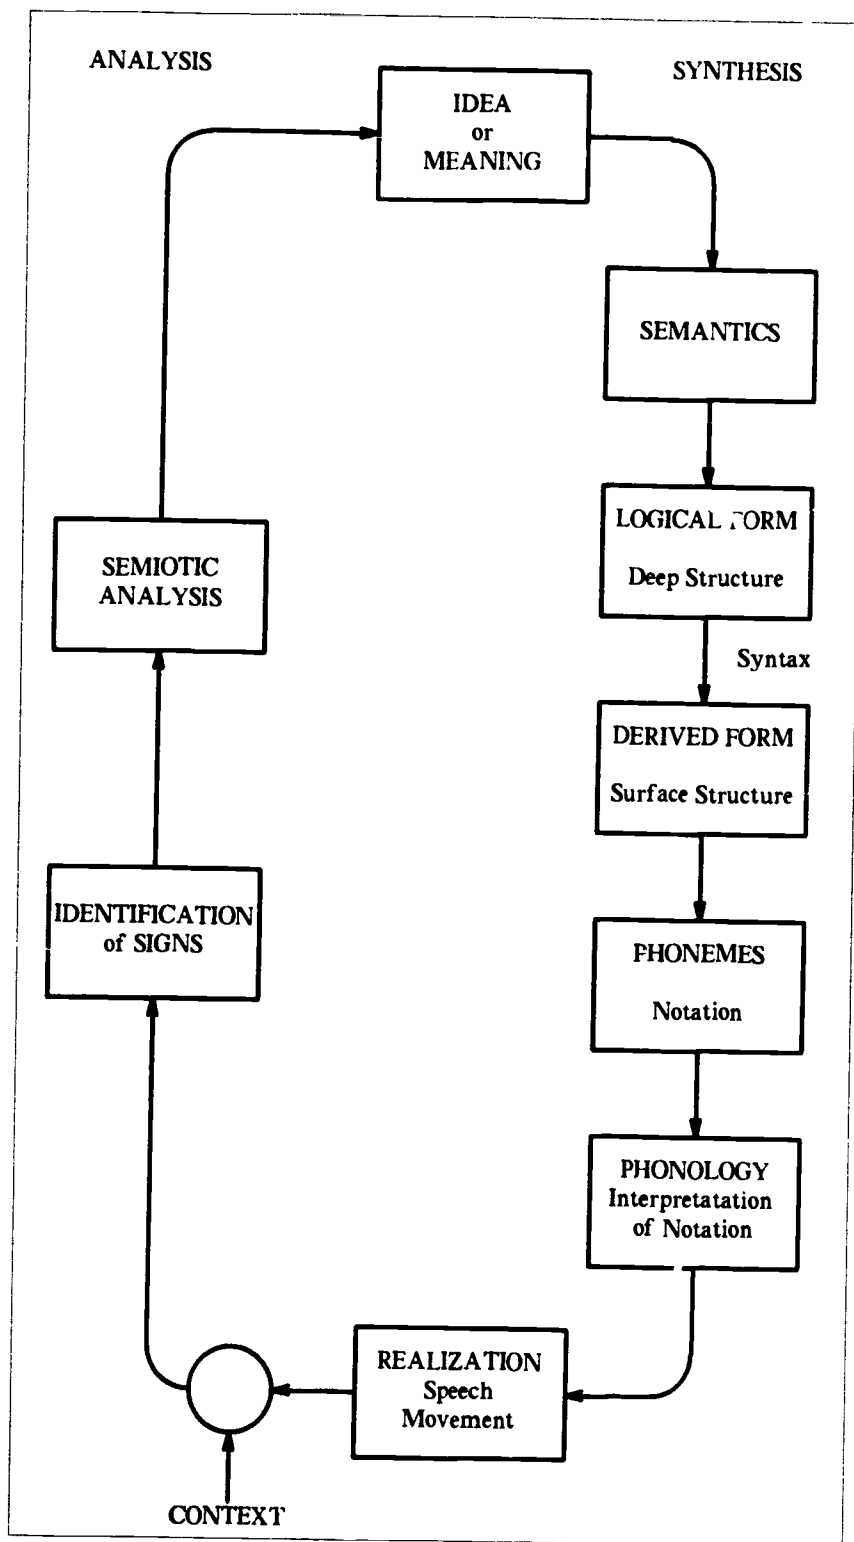 ANALYSIS
SYNTHESIS
IDEA
or
MEANING
SEMANTICS
LOGICAL FORM
Deep Structure
Syntax
DERIVED FORM
Surface Structure
PHONEMES
Notation
PHONOLOGY
Interpretatation
of Notation
REALIZATION
Speech
Movement
CONTEXT
IDENTIFICATION
of SIGNS
SEMIOTIC
ANALYSIS